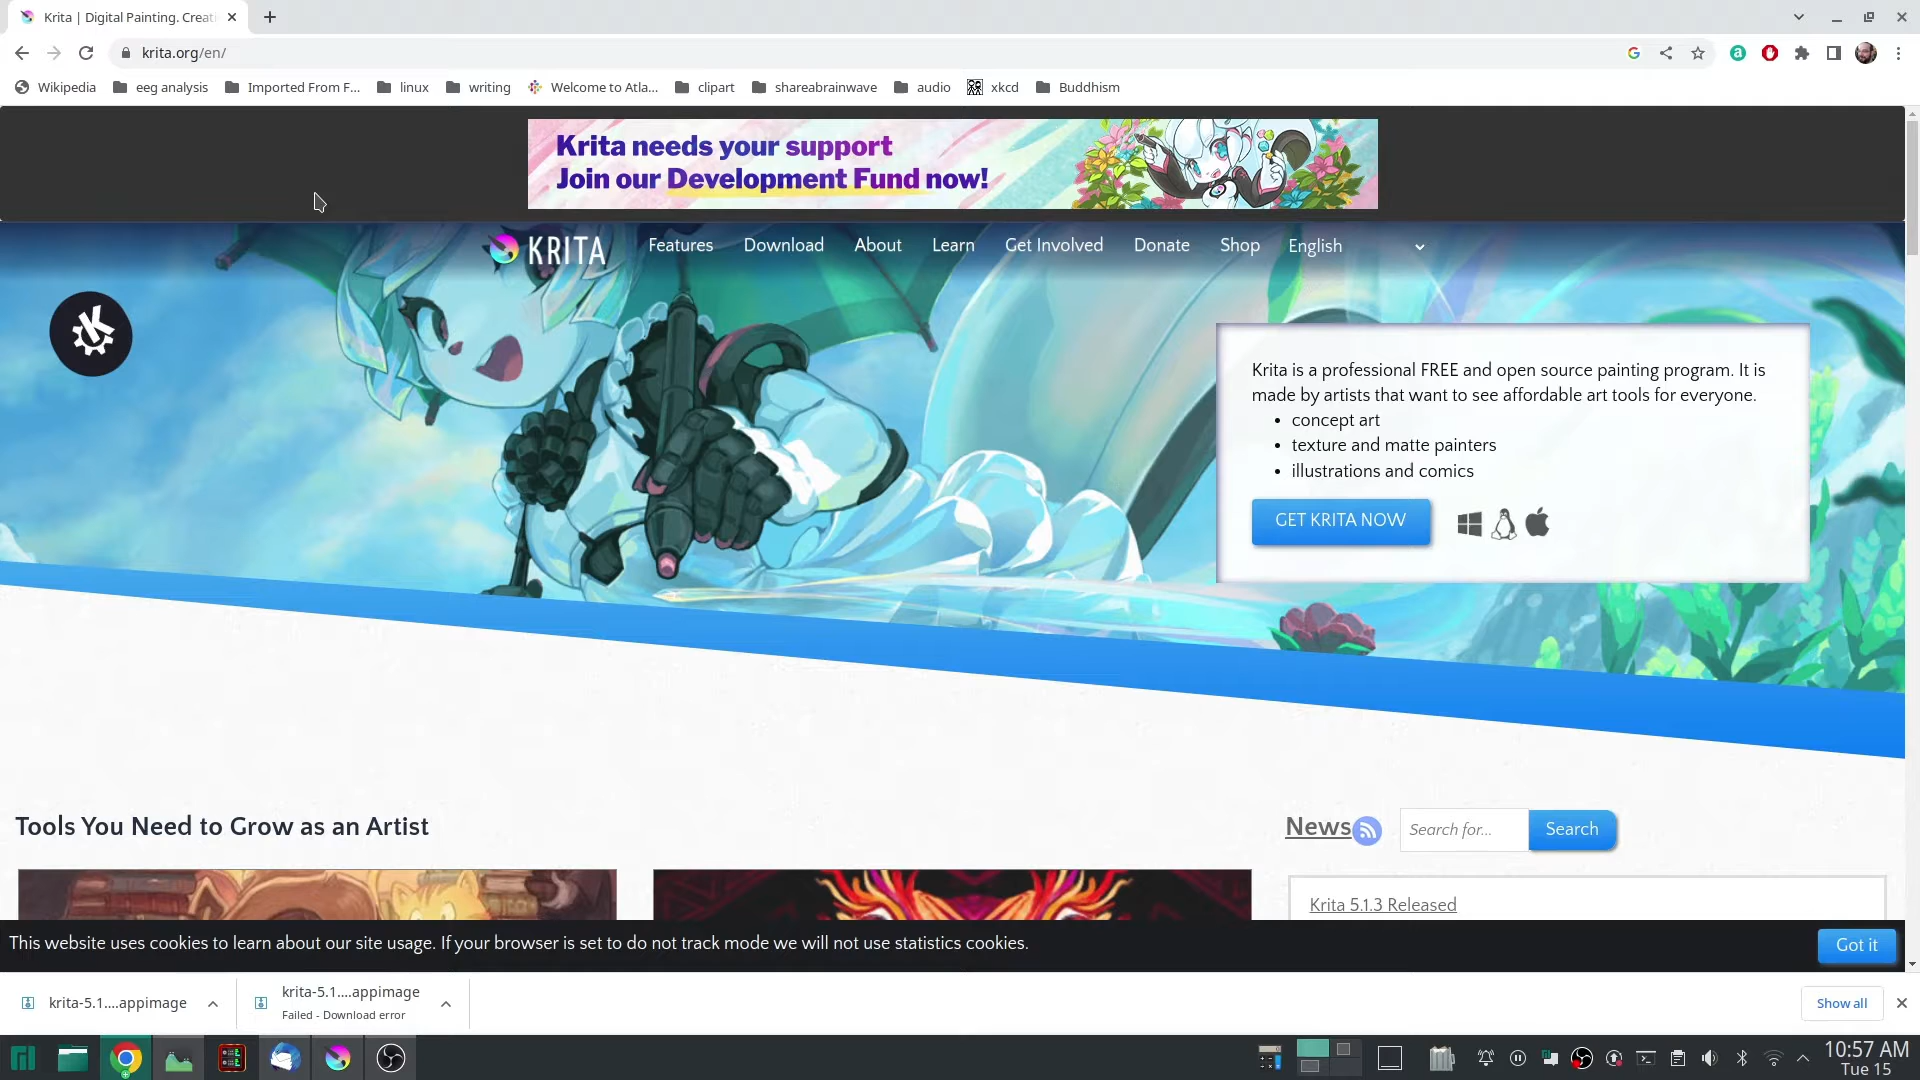 Krita | Digital Painting. Creati
krita.org/en/
Wikipedia
eeg analysis
Imported From F...
linux
writing
Welcome to Atla...
clipart
shareabrainwave
audio
xkcd
Buddhism
Krita needs your support
Join our Development Fund now!
KRITA
Features
Download
About
Learn
Get Involved
Donate
Shop
English
Krita is a professional FREE and open source painting program. It is
made by artists that want to see affordable art tools for everyone.
• concept art
• texture and matte painters
• illustrations and comics
GET KRITA NOW
Tools You Need to Grow as an Artist
News
Search for...
Search
Krita 5.1.3 Released
This website uses cookies to learn about our site usage. If your browser is set to do not track mode we will not use statistics cookies.
Got it
krita-5.1....appimage
krita-5.1....appimage
Failed - Download error
Show all
10:57 AM
Tue 15